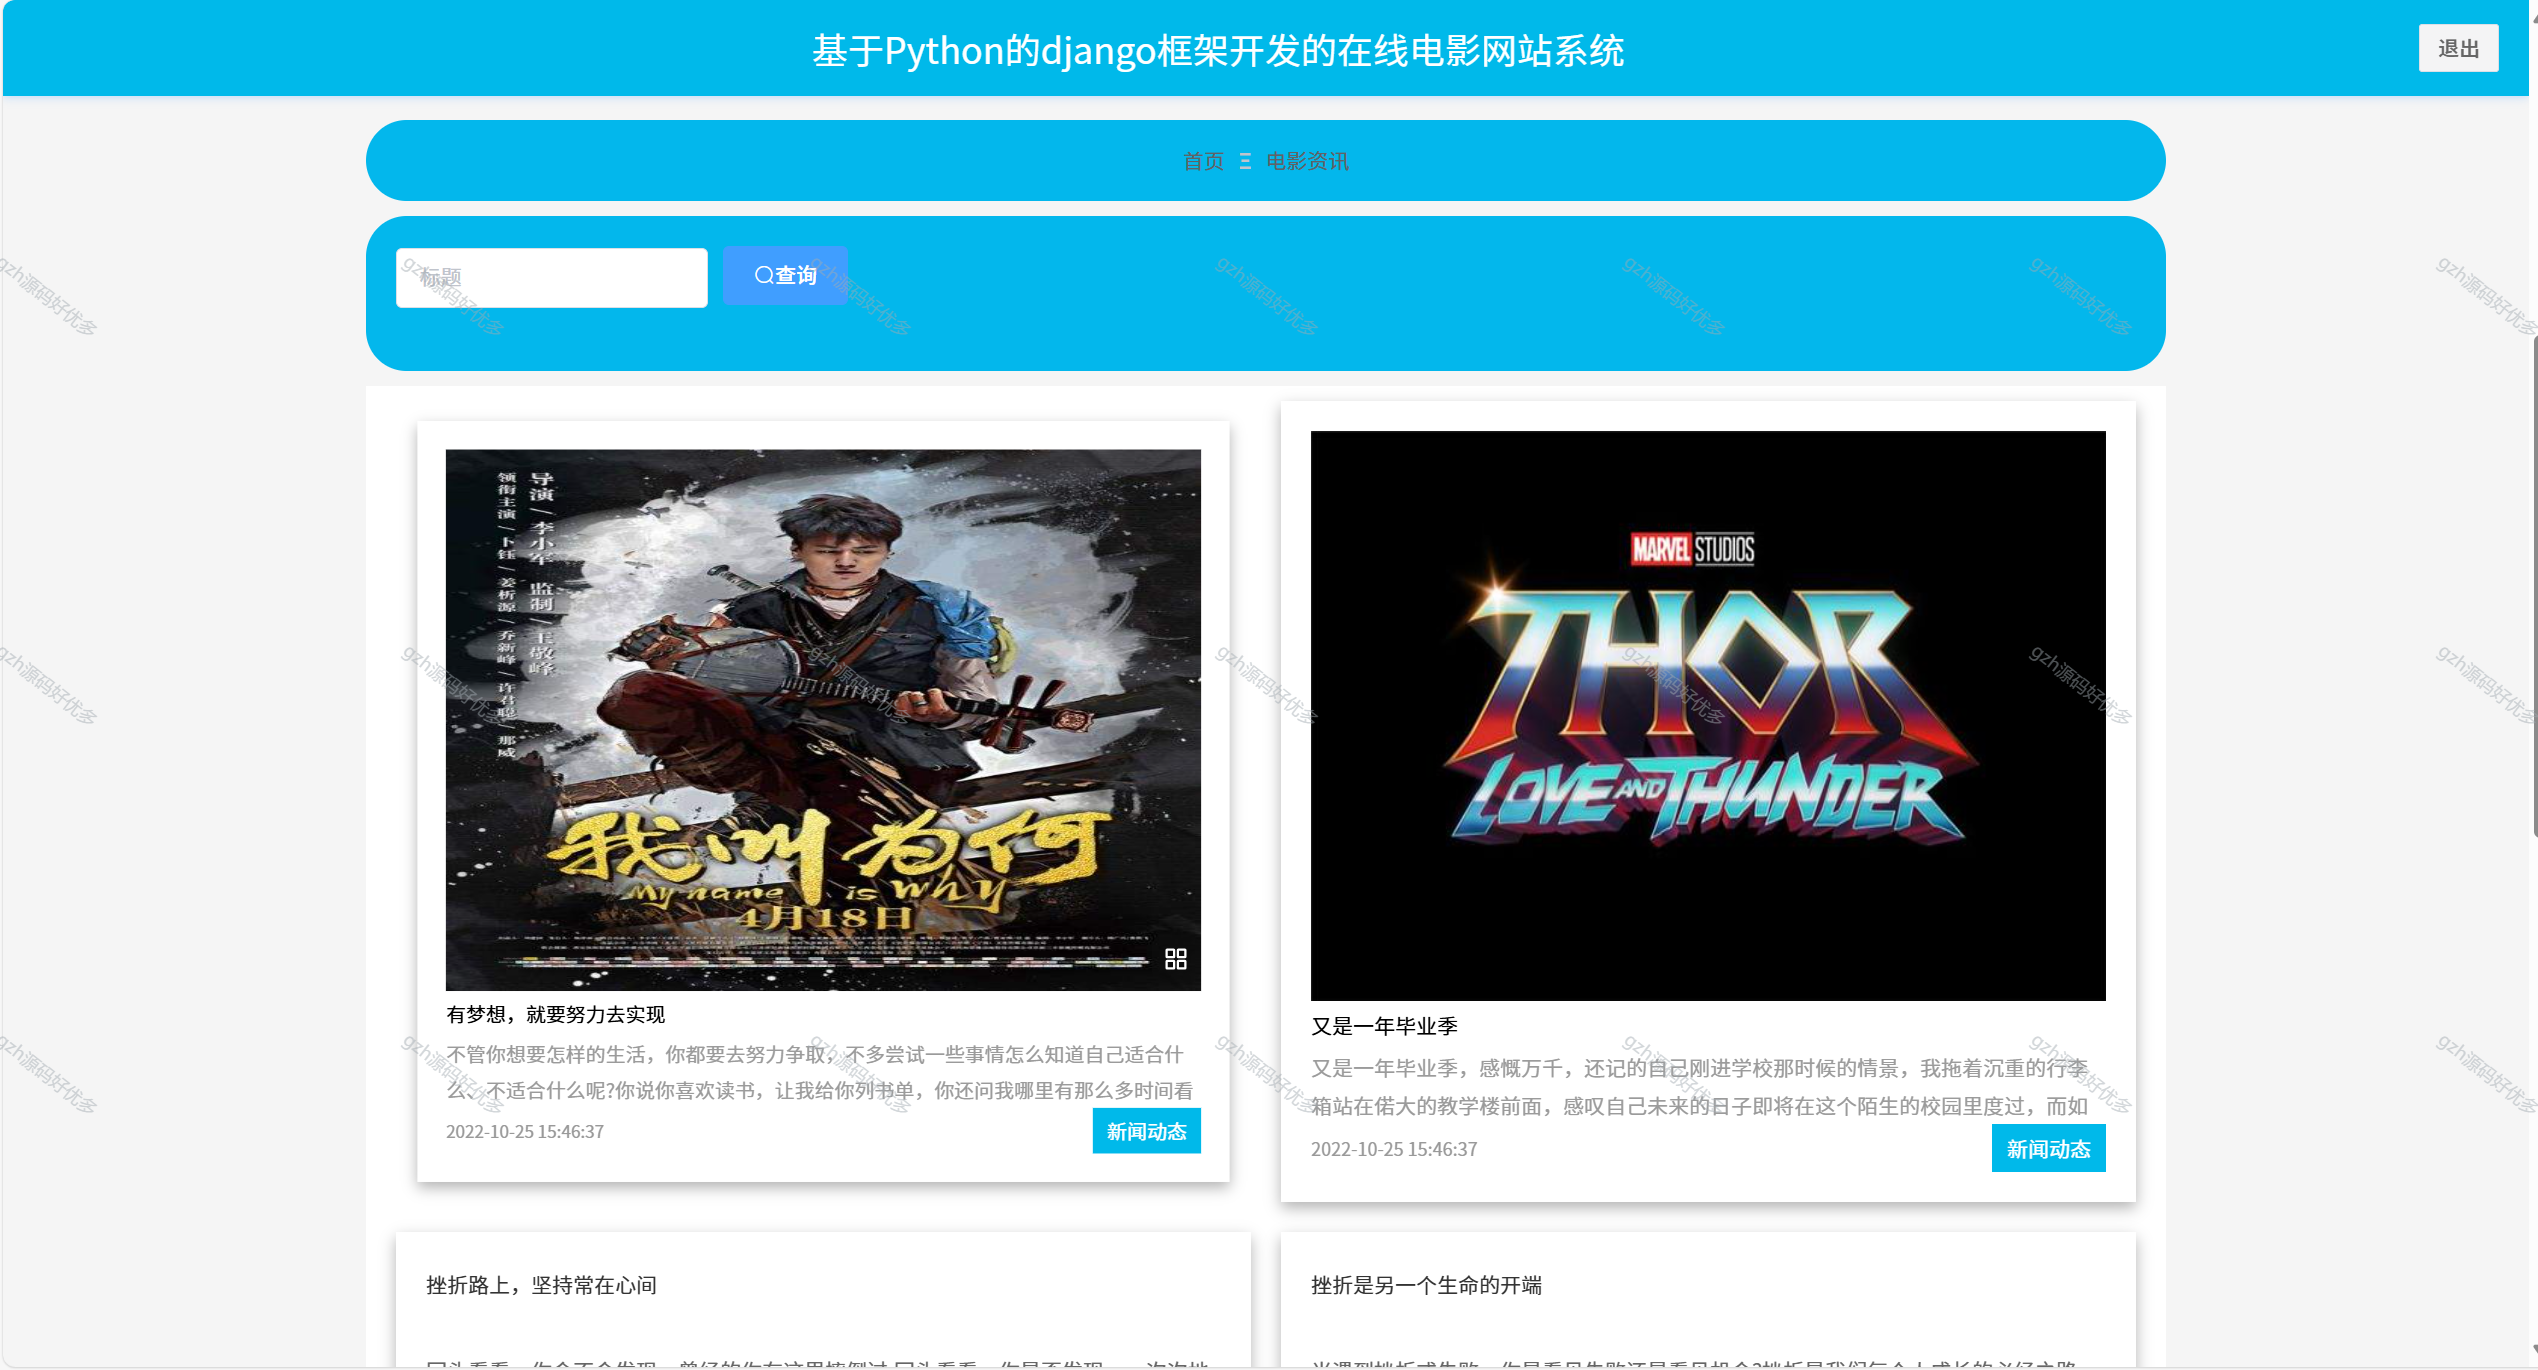 基于Python的django框架开发的在线电影网站系统
退出
首页 电影资讯
标题
查询
导演 / 李小军 监制 / 王敬峰
领衔主演 / 卜钰 / 姜析源 / 乔新峰 / 许君聪 / 那威
我叫为何
My name is Why
4月18日
MARVEL STUDIOS
THOR
LOVE AND THUNDER
有梦想，就要努力去实现
不管你想要怎样的生活，你都要去努力争取，不多尝试一些事情怎么知道自己适合什
么、不适合什么呢?你说你喜欢读书，让我给你列书单，你还问我哪里有那么多时间看
2022-10-25 15:46:37
新闻动态
又是一年毕业季
又是一年毕业季，感慨万千，还记的自己刚进学校那时候的情景，我拖着沉重的行李
箱站在偌大的教学楼前面，感叹自己未来的日子即将在这个陌生的校园里度过，而如
2022-10-25 15:46:37
新闻动态
挫折路上，坚持常在心间
挫折是另一个生命的开端
gzh源码好优多